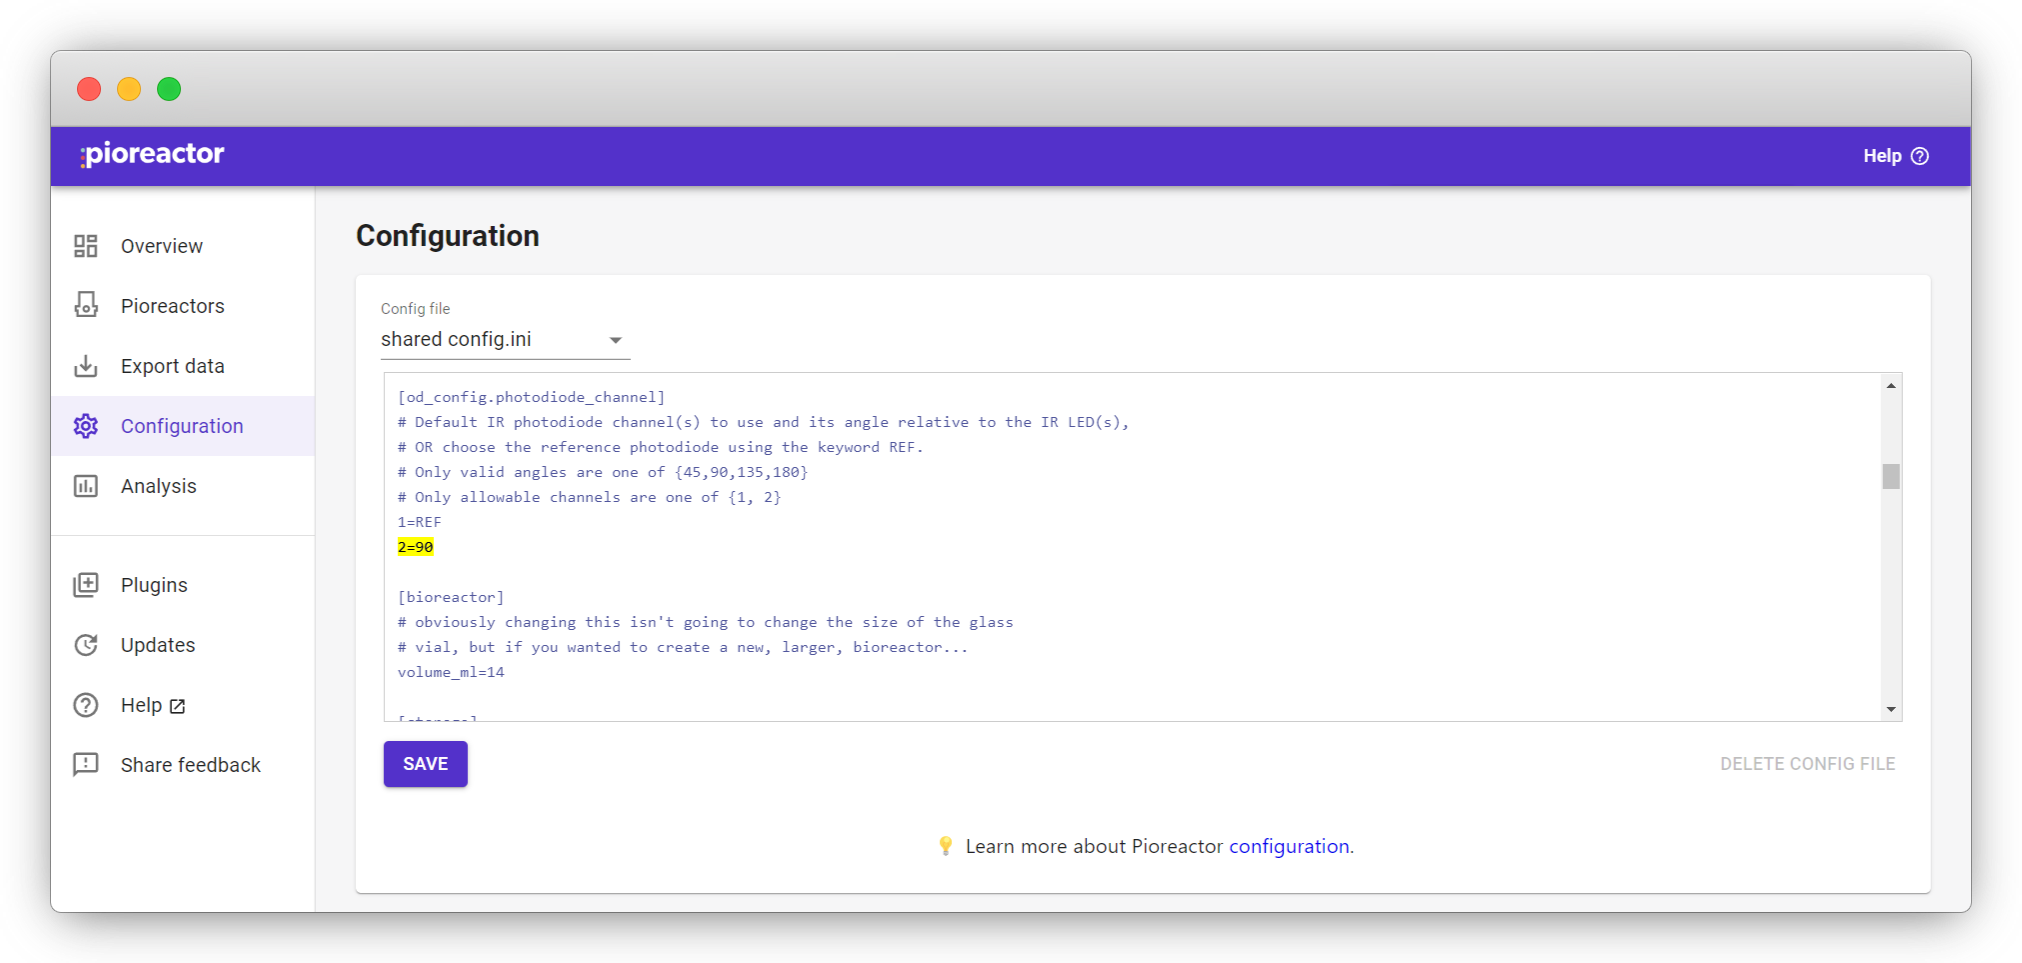 pioreactor
Help
Overview
Pioreactors
Export data
Configuration
Analysis
Plugins
Updates
Help
Share feedback
Configuration
Config file
shared config.ini
[od_config.photodiode_channel]
# Default IR photodiode channel(s) to use and its angle relative to the IR LED(s),
# OR choose the reference photodiode using the keyword REF.
# Only valid angles are one of {45,90,135,180}
# Only allowable channels are one of {1, 2}
1=REF
2=90
[bioreactor]
# obviously changing this isn't going to change the size of the glass
# vial, but if you wanted to create a new, larger, bioreactor...
volume_ml=14
SAVE
DELETE CONFIG FILE
Learn more about Pioreactor configuration.